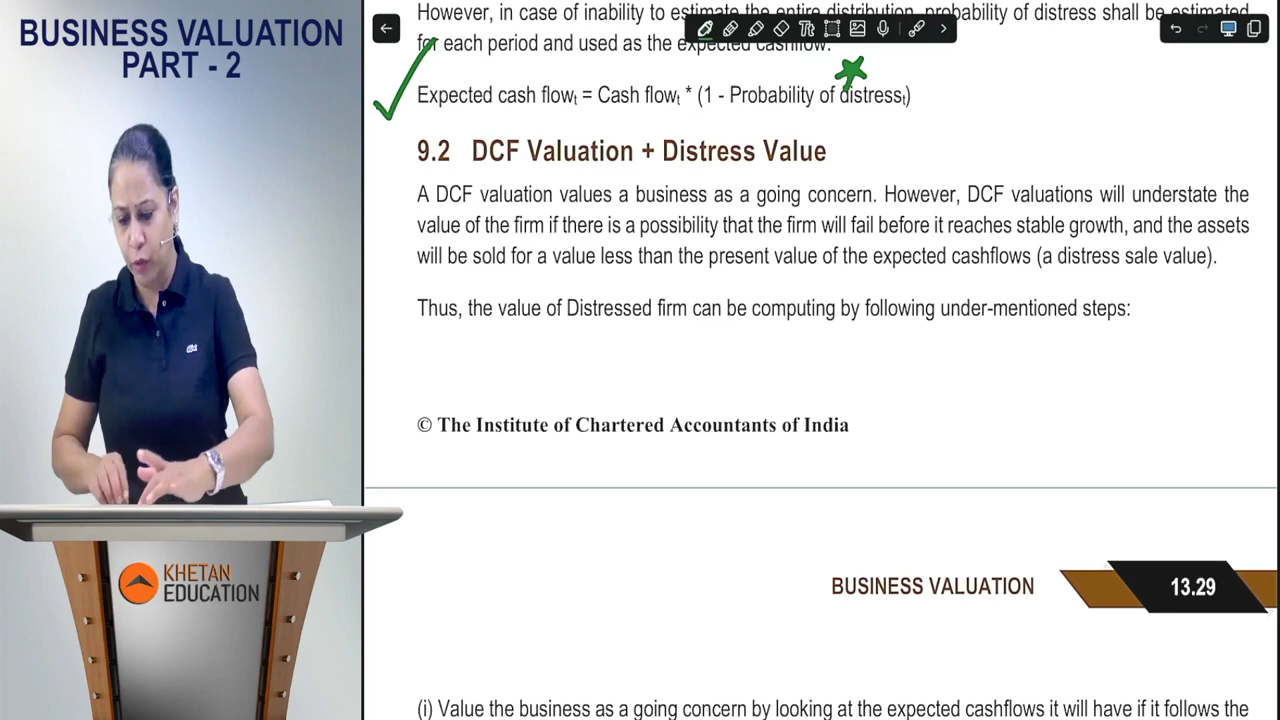 BUSINESS VALUATION
PART - 2
However, in case of inability to estimate the entire distribution, probability of distress shall be estimated
for each period and used as the expected cashflow.
Expected cash flowt = Cash flowt * (1 - Probability of distresst)
9.2 DCF Valuation + Distress Value
A DCF valuation values a business as a going concern. However, DCF valuations will understate the
value of the firm if there is a possibility that the firm will fail before it reaches stable growth, and the assets
will be sold for a value less than the present value of the expected cashflows (a distress sale value).
Thus, the value of Distressed firm can be computing by following under-mentioned steps:
© The Institute of Chartered Accountants of India
KHETAN
EDUCATION
BUSINESS VALUATION 13.29
(i) Value the business as a going concern by looking at the expected cashflows it will have if it follows the